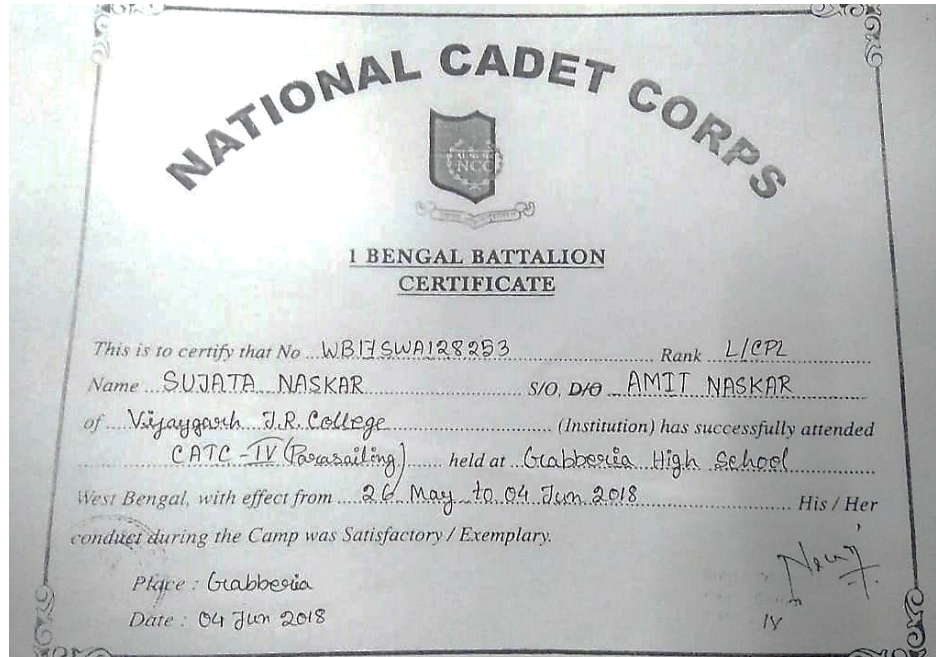 NATIONAL CADET CORPS
NCC
1 BENGAL BATTALION
CERTIFICATE
This is to certify that No WB17SWA128253 Rank L/CPL
Name SUJATA NASKAR S/O, D/O AMIT NASKAR
of Vijaygarh J.R. College (Institution) has successfully attended
CATC-IV (Parasailing) held at Grabberia High School
West Bengal, with effect from 26 May to 04 Jun 2018 His / Her
conduct during the Camp was Satisfactory / Exemplary.
Place : Grabberia
Date : 04 Jun 2018